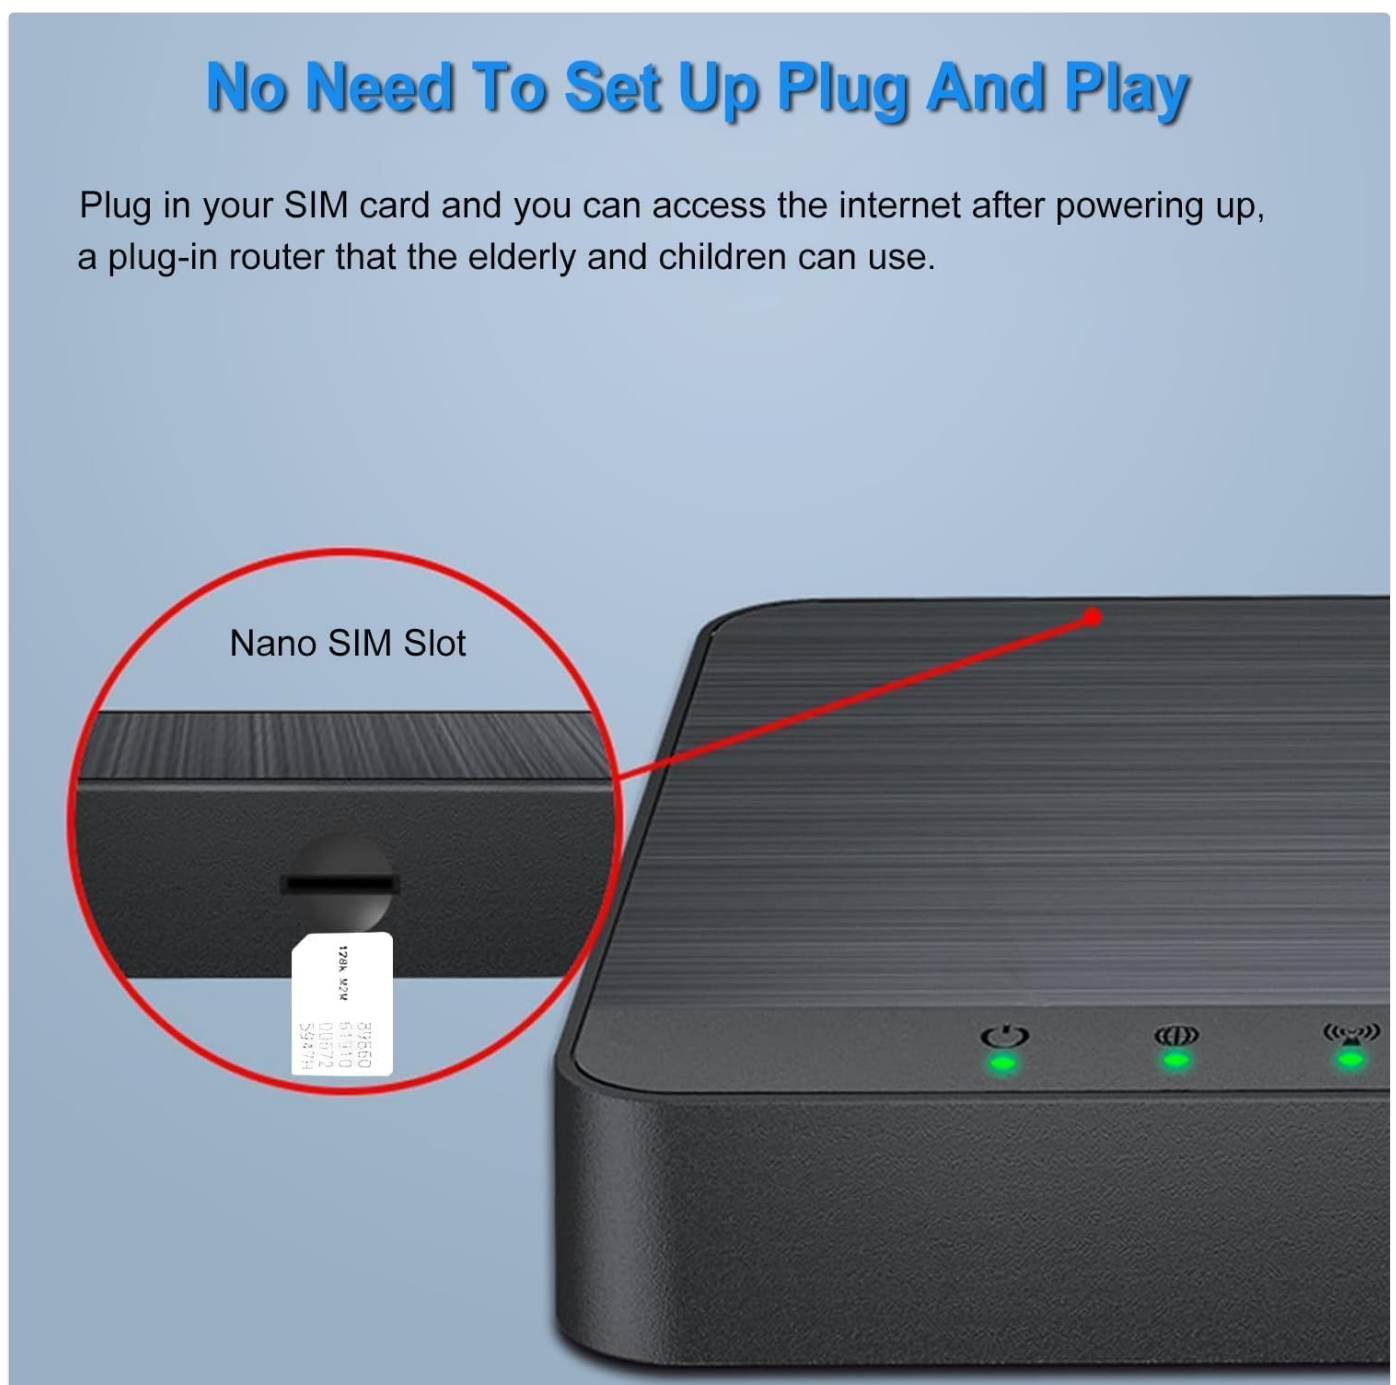 No Need To Set Up Plug And Play
Plug in your SIM card and you can access the internet after powering up,
a plug-in router that the elderly and children can use.
Nano SIM Slot
128k M2M